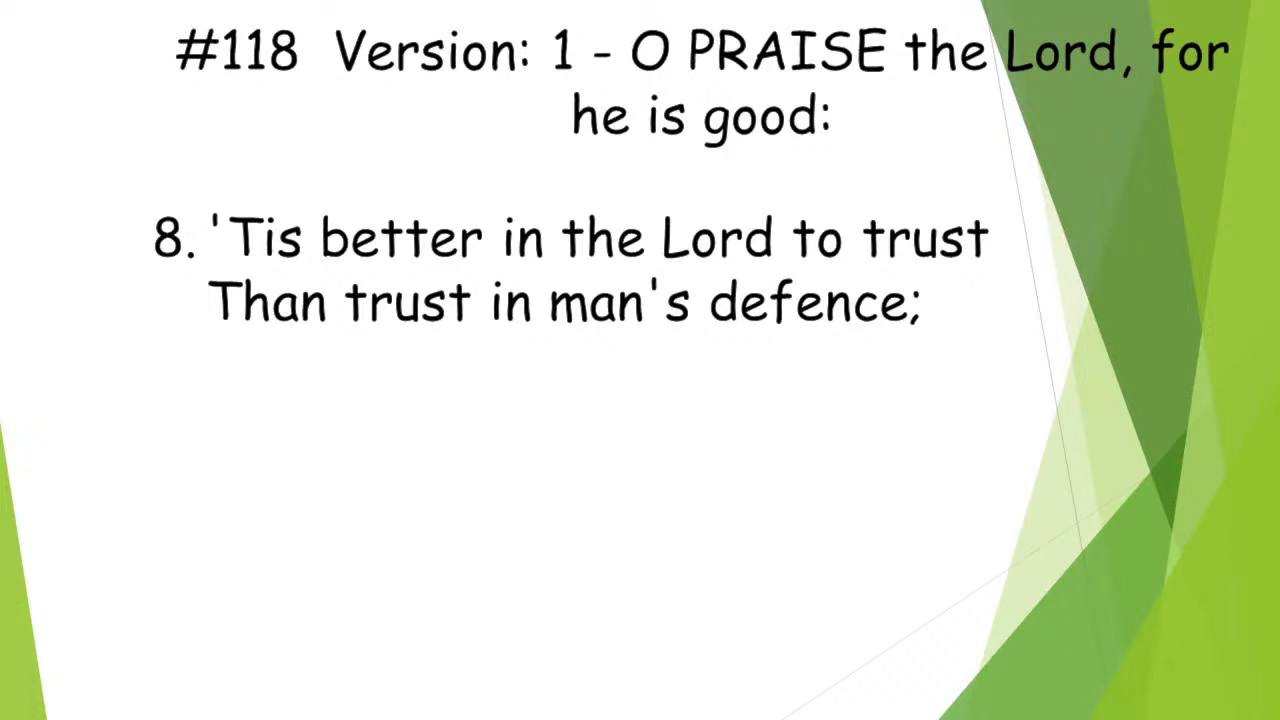 #118  Version: 1 - O PRAISE the Lord, for
he is good:
8. 'Tis better in the Lord to trust
Than trust in man's defence;